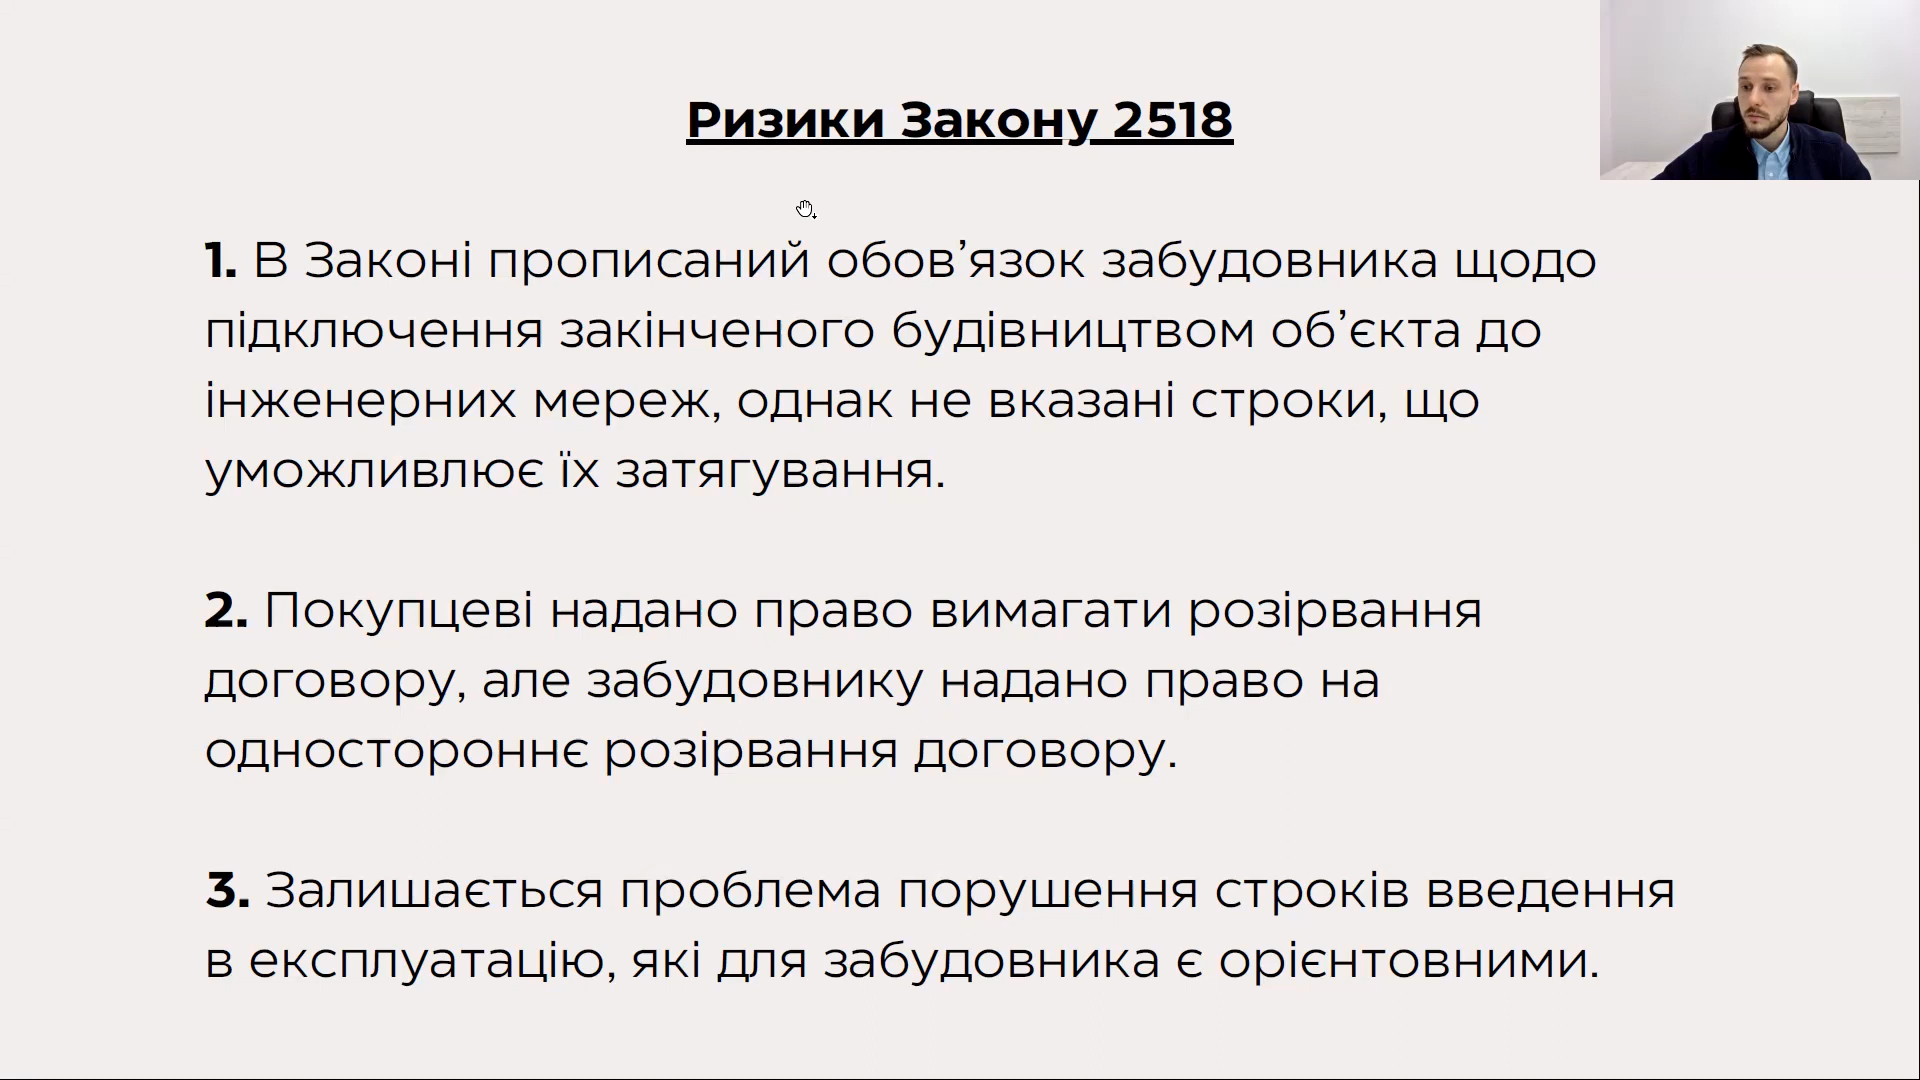 Ризики Закону 2518
1. В Законі прописаний обов’язок забудовника щодо
підключення закінченого будівництвом об’єкта до
інженерних мереж, однак не вказані строки, що
уможливлює їх затягування.
2. Покупцеві надано право вимагати розірвання
договору, але забудовнику надано право на
одностороннє розірвання договору.
3. Залишається проблема порушення строків введення
в експлуатацію, які для забудовника є орієнтовними.